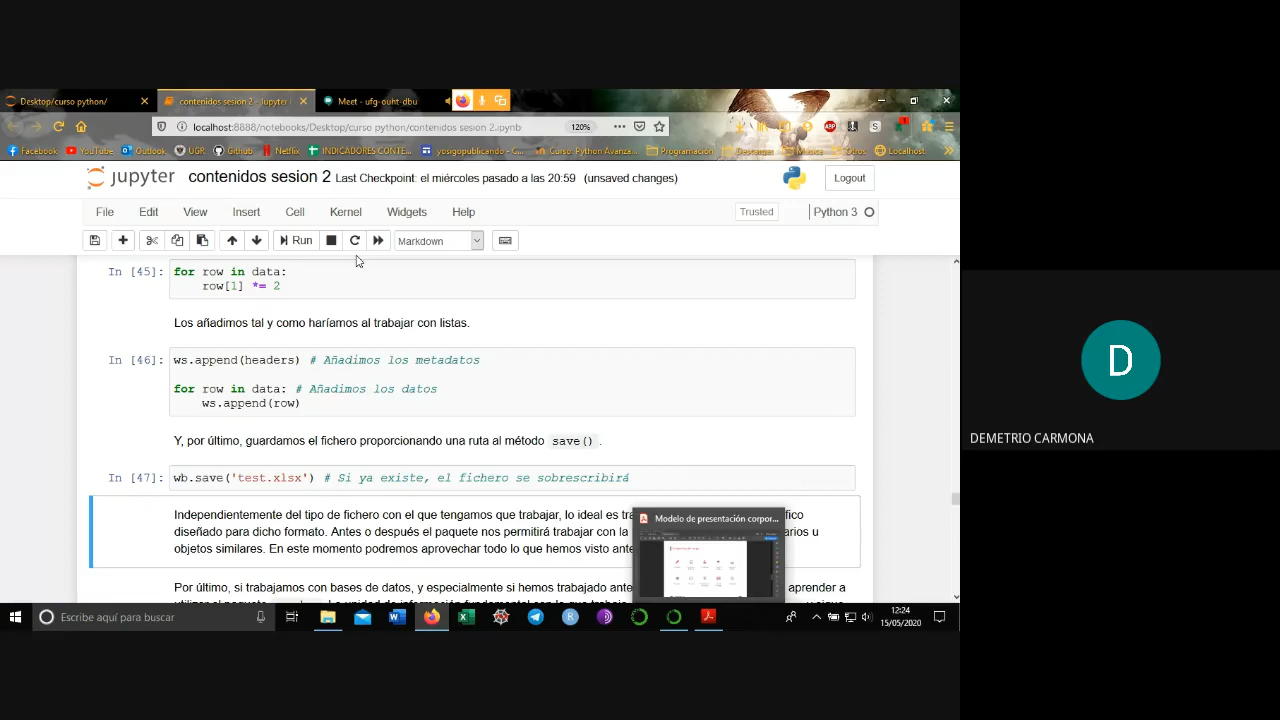 Desktop/curso python/
contenidos sesion 2 - Jupyter
Meet - ufg-ouht-dbu
localhost:8888/notebooks/Desktop/curso python/contenidos sesion 2.ipynb
120%
Facebook
YouTube
Outlook
UGR
Github
Netflix
INDICADORES CONTE...
yosigopublicando - G...
Curso: Python Avanza...
Programación
Descargas
Otros
Localhost
jupyter
contenidos sesion 2
Last Checkpoint: el miércoles pasado a las 20:59
(unsaved changes)
Logout
File
Edit
View
Insert
Cell
Kernel
Widgets
Help
Trusted
Python 3
Run
Markdown
In [45]:
for row in data:
row[1] *= 2
Los añadimos tal y como haríamos al trabajar con listas.
In [46]:
ws.append(headers) # Añadimos los metadatos
for row in data: # Añadimos los datos
ws.append(row)
Y, por último, guardamos el fichero proporcionando una ruta al método save() .
In [47]:
wb.save('test.xlsx') # Si ya existe, el fichero se sobrescribirá
Modelo de presentación corpor...
Independientemente del tipo de fichero con el que tengamos que trabajar, lo ideal es
diseñado para dicho formato. Antes o después el paquete nos permitirá trabajar con la
objetos similares. En este momento podremos aprovechar todo lo que hemos visto
Por último, si trabajamos con bases de datos, y especialmente si hemos trabajado
aprender a
Escribe aquí para buscar
12:24
15/05/2020
D
DEMETRIO CARMONA